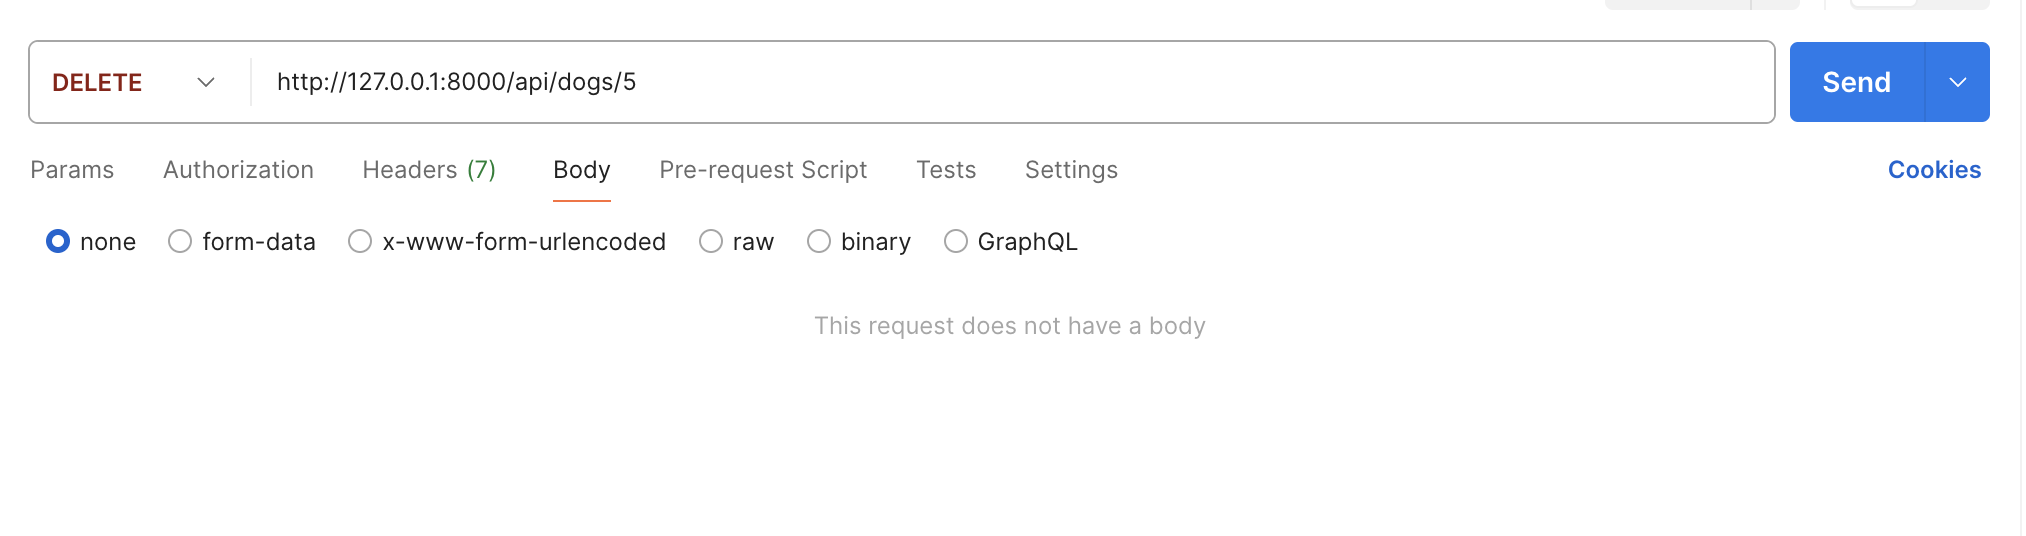 DELETE http://127.0.0.1:8000/api/dogs/5 Send
Params Authorization Headers (7) Body Pre-request Script Tests Settings Cookies
none form-data x-www-form-urlencoded raw binary GraphQL
This request does not have a body